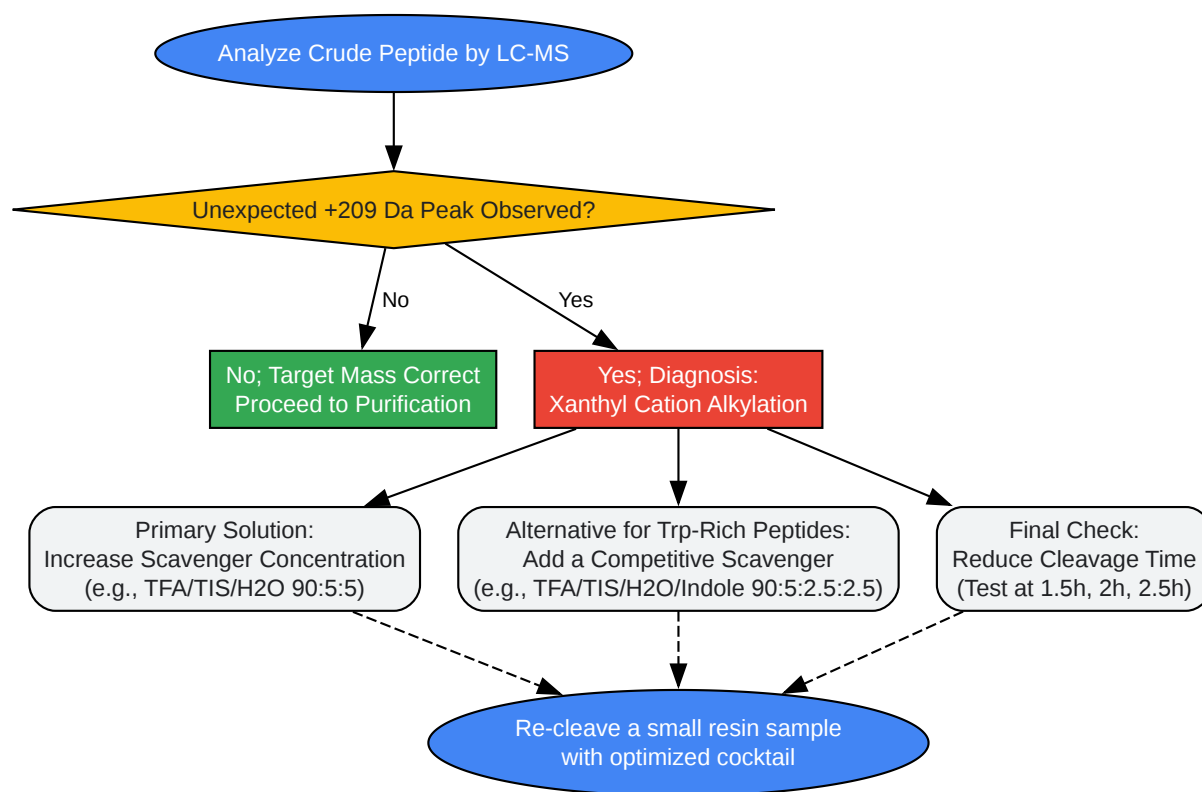 Analyze Crude Peptide by LC-MS
Unexpected +209 Da Peak Observed?
No
Yes
No; Target Mass Correct
Proceed to Purification
Yes; Diagnosis:
Xanthyl Cation Alkylation
Primary Solution:
Increase Scavenger Concentration
(e.g., TFA/TIS/H2O 90:5:5)
Alternative for Trp-Rich Peptides:
Add a Competitive Scavenger
(e.g., TFA/TIS/H2O/Indole 90:5:2.5:2.5)
Final Check:
Reduce Cleavage Time
(Test at 1.5h, 2h, 2.5h)
Re-cleave a small resin sample
with optimized cocktail